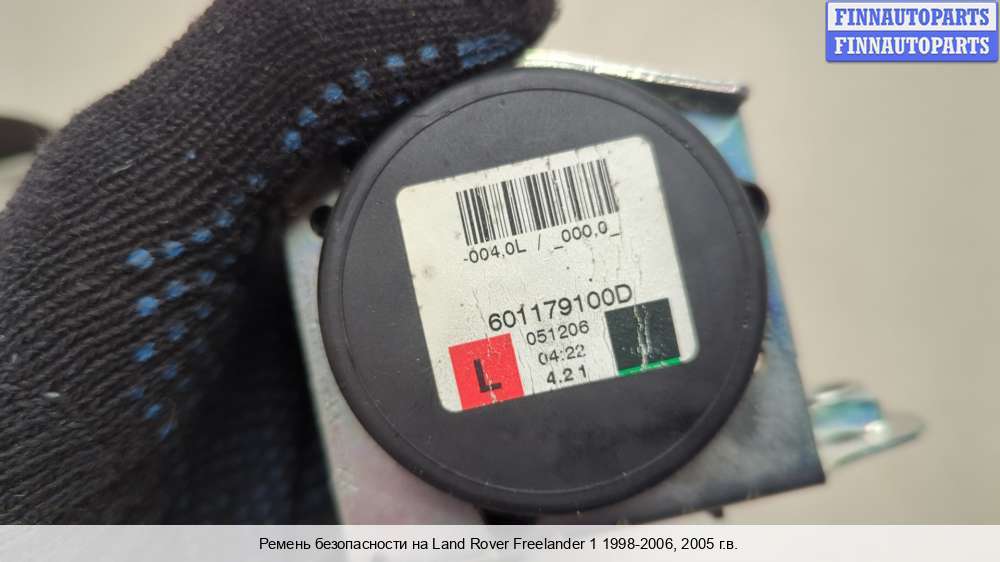 FINNAUTOPARTS
FINNAUTOPARTS
-004,0L / _000,0_
601179100D
051206
04:22
4.2 1
L
Ремень безопасности на Land Rover Freelander 1 1998-2006, 2005 г.в.